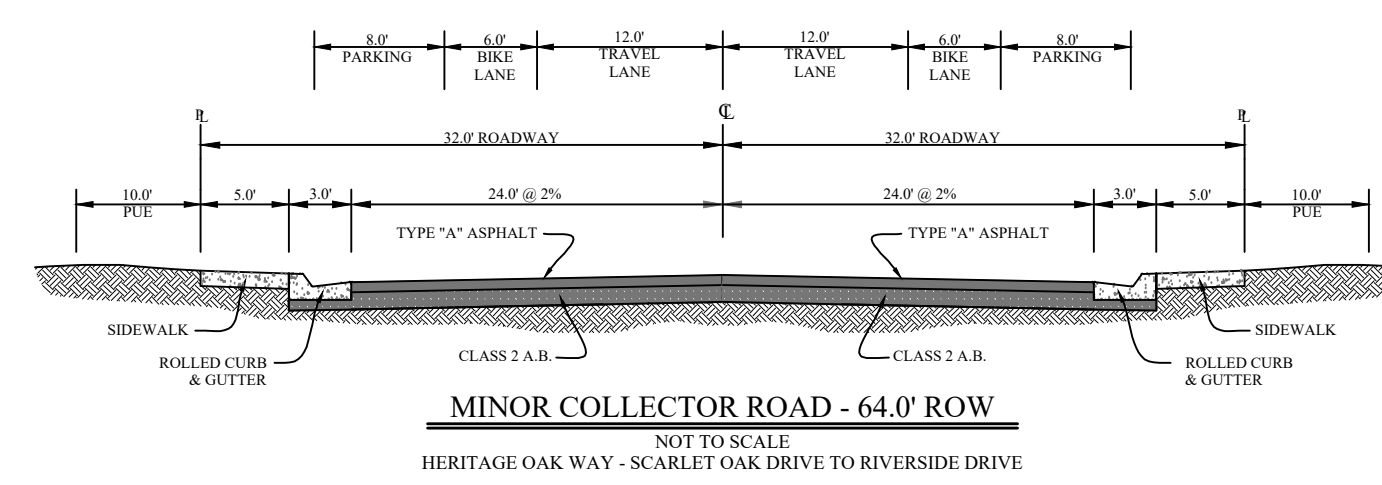 8.0' 6.0' 12.0' 12.0' 6.0' 8.0'
PARKING BIKE TRAVEL TRAVEL BIKE PARKING
LANE LANE LANE LANE
PL CL PL
32.0' ROADWAY 32.0' ROADWAY
10.0' 5.0' 3.0' 24.0' @ 2% 24.0' @ 2% 3.0' 5.0' 10.0'
PUE PUE
TYPE "A" ASPHALT TYPE "A" ASPHALT
SIDEWALK SIDEWALK
ROLLED CURB CLASS 2 A.B. CLASS 2 A.B. ROLLED CURB
& GUTTER & GUTTER
MINOR COLLECTOR ROAD - 64.0' ROW
NOT TO SCALE
HERITAGE OAK WAY - SCARLET OAK DRIVE TO RIVERSIDE DRIVE